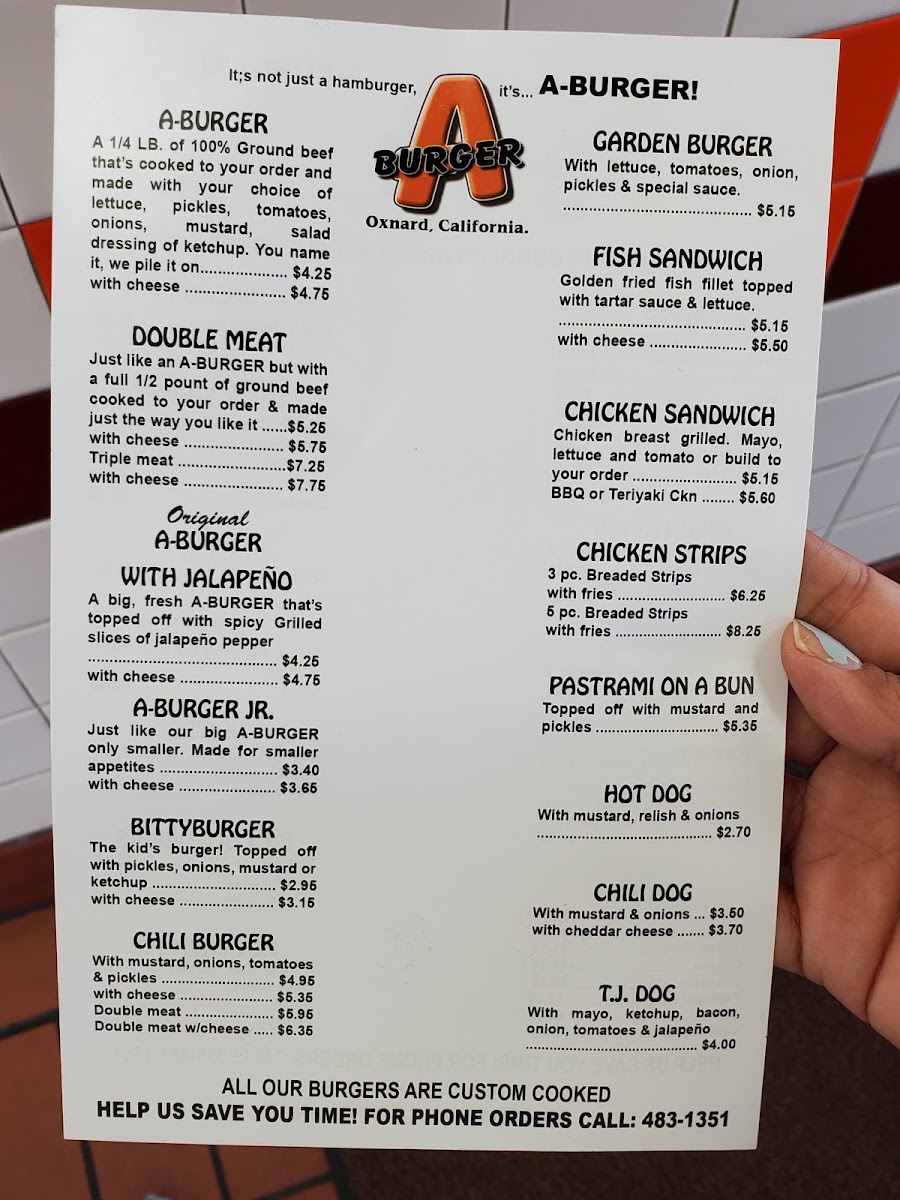 It;s not just a hamburger, it's... A-BURGER!
A
BURGER
Oxnard, California.
A-BURGER
A 1/4 LB. of 100% Ground beef
that's cooked to your order and
made with your choice of
lettuce, pickles, tomatoes,
onions, mustard, salad
dressing of ketchup. You name
it, we pile it on.................... $4.25
with cheese ....................... $4.75
DOUBLE MEAT
Just like an A-BURGER but with
a full 1/2 pount of ground beef
cooked to your order & made
just the way you like it ......$5.25
with cheese ....................... $5.75
Triple meat .........................$7.25
with cheese ....................... $7.75
Original
A-BURGER
WITH JALAPEÑO
A big, fresh A-BURGER that's
topped off with spicy Grilled
slices of jalapeño pepper
........................................... $4.25
with cheese ....................... $4.75
A-BURGER JR.
Just like our big A-BURGER
only smaller. Made for smaller
appetites ........................... $3.40
with cheese ...................... $3.65
BITTYBURGER
The kid's burger! Topped off
with pickles, onions, mustard or
ketchup ............................. $2.95
with cheese ...................... $3.15
CHILI BURGER
With mustard, onions, tomatoes
& pickles .......................... $4.95
with cheese ...................... $5.35
Double meat ..................... $5.95
Double meat w/cheese ..... $6.35
GARDEN BURGER
With lettuce, tomatoes, onion,
pickles & special sauce.
........................................... $5.15
FISH SANDWICH
Golden fried fish fillet topped
with tartar sauce & lettuce.
........................................... $5.15
with cheese ...................... $5.50
CHICKEN SANDWICH
Chicken breast grilled. Mayo,
lettuce and tomato or build to
your order ........................ $5.15
BBQ or Teriyaki Ckn ........ $5.60
CHICKEN STRIPS
3 pc. Breaded Strips
with fries ......................... $6.25
5 pc. Breaded Strips
with fries ......................... $8.25
PASTRAMI ON A BUN
Topped off with mustard and
pickles ............................. $5.35
HOT DOG
With mustard, relish & onions
......................................... $2.70
CHILI DOG
With mustard & onions ... $3.50
with cheddar cheese ....... $3.70
T.J. DOG
With mayo, ketchup, bacon,
onion, tomatoes & jalapeño
......................................... $4.00
ALL OUR BURGERS ARE CUSTOM COOKED
HELP US SAVE YOU TIME! FOR PHONE ORDERS CALL: 483-1351